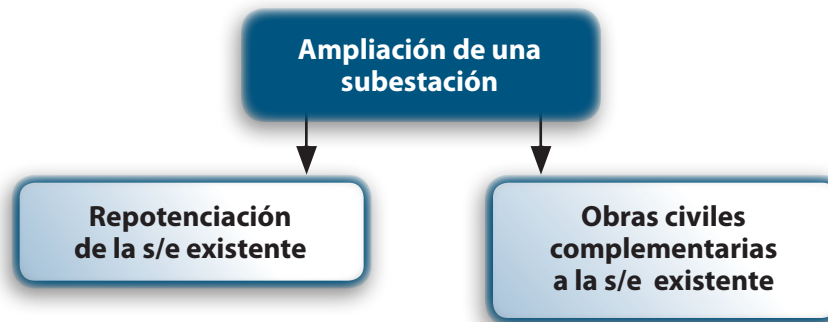 Ampliación de una
subestación
Repotenciación
de la s/e existente
Obras civiles
complementarias
a la s/e existente